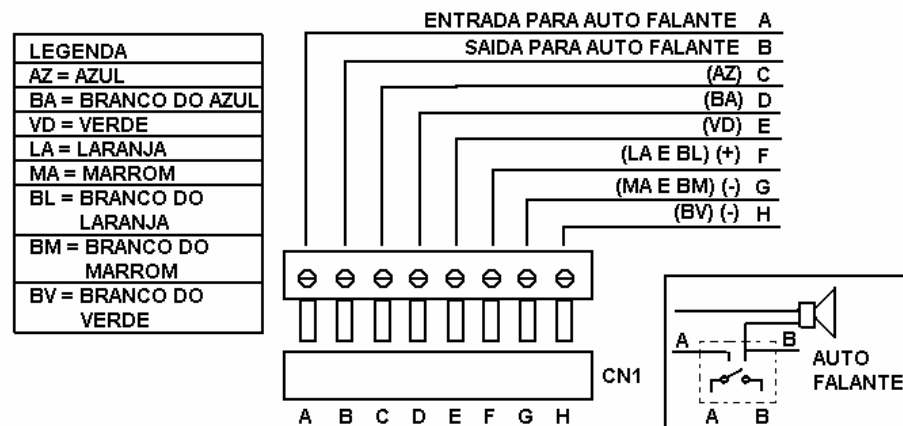 ENTRADA PARA AUTO FALANTE A
SAIDA PARA AUTO FALANTE B
(AZ) C
(BA) D
(VD) E
(LA E BL) (+) F
(MA E BM) (-) G
(BV) (-) H
LEGENDA
AZ = AZUL
BA = BRANCO DO AZUL
VD = VERDE
LA = LARANJA
MA = MARROM
BL = BRANCO DO
LARANJA
BM = BRANCO DO
MARROM
BV = BRANCO DO
VERDE
CN1
A B C D E F G H
A B
AUTO
FALANTE
A B